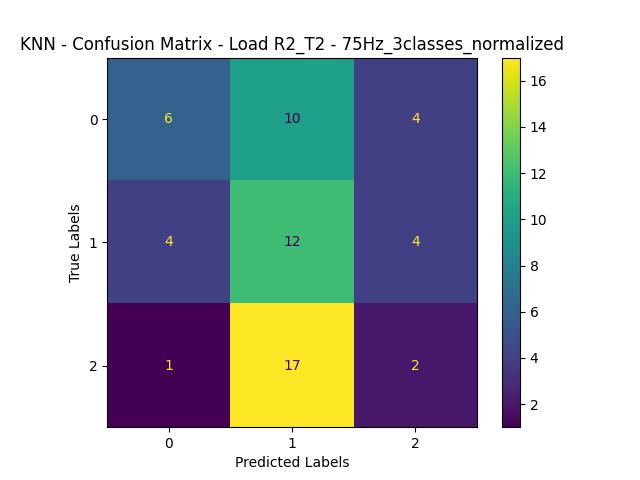 KNN - Confusion Matrix - Load R2_T2 - 75Hz_3classes_normalized
0 6 10 4
1 4 12 4
2 1 17 2
0 1 2
True Labels
Predicted Labels
16
14
12
10
8
6
4
2